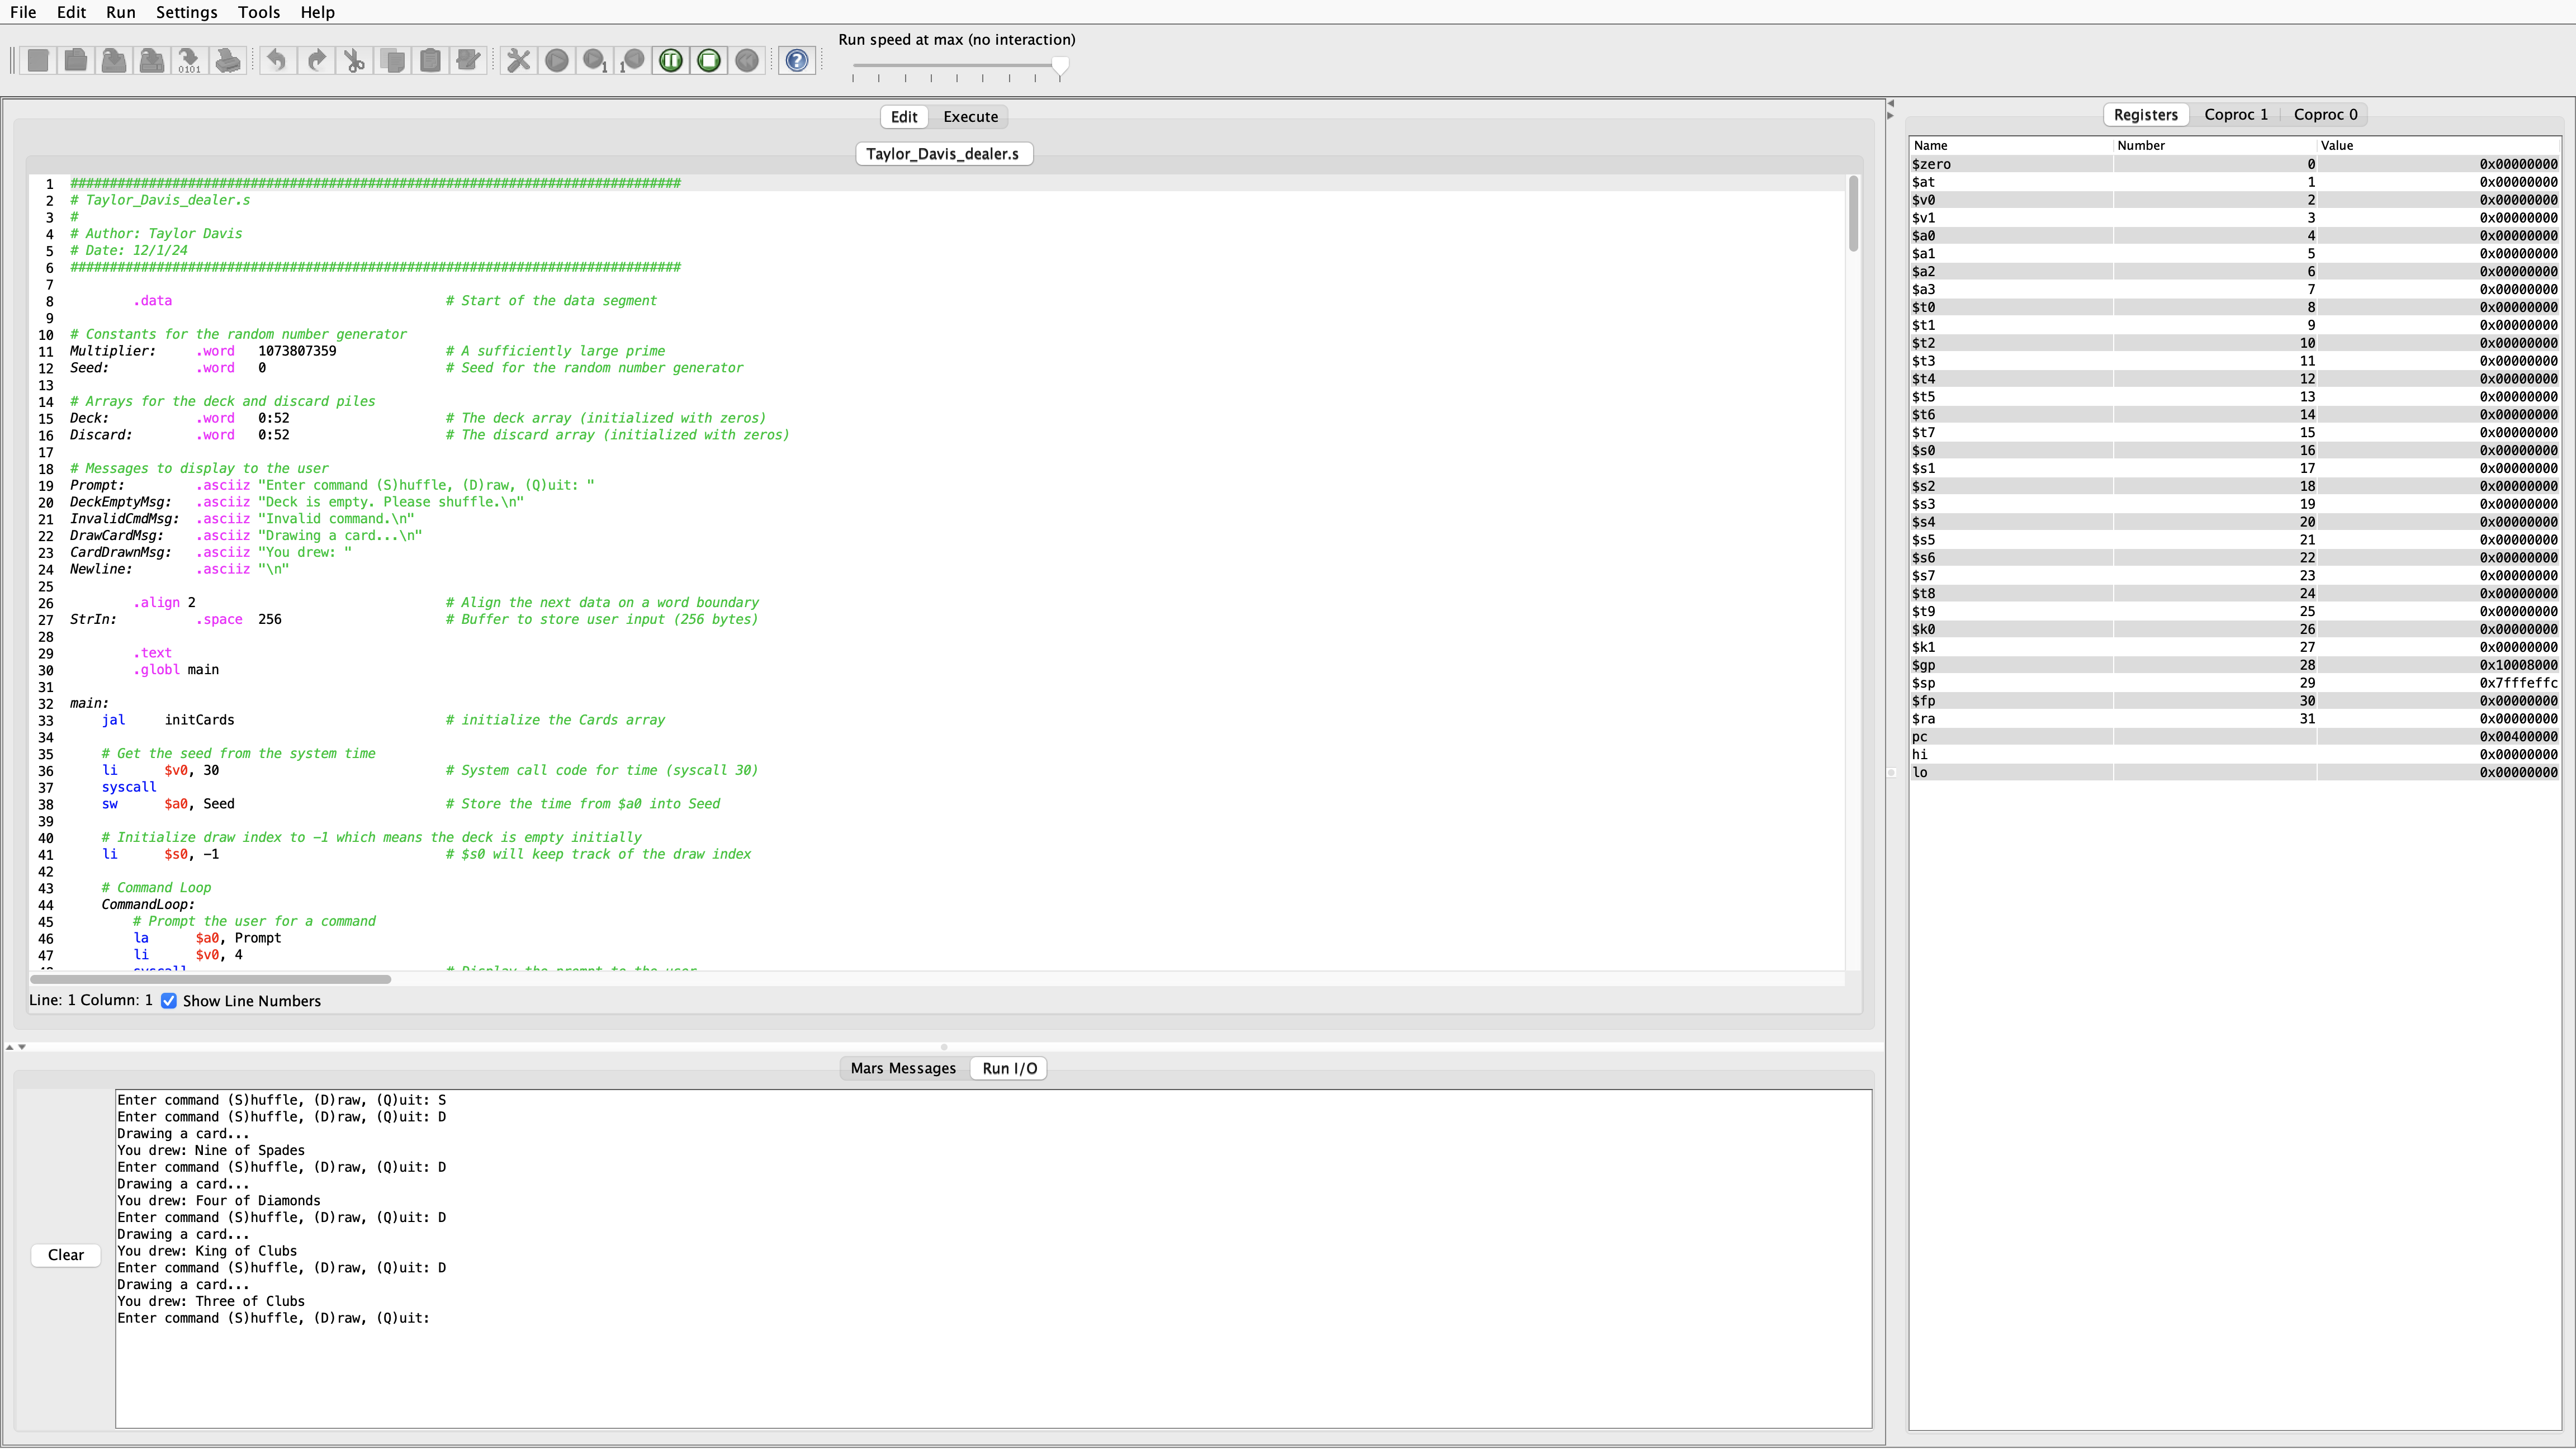 File Edit Run Settings Tools Help
Run speed at max (no interaction)
0101
1
1
?
Edit Execute
Taylor_Davis_dealer.s
1 ##############################################################################
2 # Taylor_Davis_dealer.s
3 #
4 # Author: Taylor Davis
5 # Date: 12/1/24
6 ##############################################################################
7
8 .data # Start of the data segment
9
10 # Constants for the random number generator
11 Multiplier: .word 1073807359 # A sufficiently large prime
12 Seed: .word 0 # Seed for the random number generator
13
14 # Arrays for the deck and discard piles
15 Deck: .word 0:52 # The deck array (initialized with zeros)
16 Discard: .word 0:52 # The discard array (initialized with zeros)
17
18 # Messages to display to the user
19 Prompt: .asciiz "Enter command (S)huffle, (D)raw, (Q)uit: "
20 DeckEmptyMsg: .asciiz "Deck is empty. Please shuffle.\n"
21 InvalidCmdMsg: .asciiz "Invalid command.\n"
22 DrawCardMsg: .asciiz "Drawing a card...\n"
23 CardDrawnMsg: .asciiz "You drew: "
24 Newline: .asciiz "\n"
25
26 .align 2 # Align the next data on a word boundary
27 StrIn: .space 256 # Buffer to store user input (256 bytes)
28
29 .text
30 .globl main
31
32 main:
33 jal initCards # initialize the Cards array
34
35 # Get the seed from the system time
36 li $v0, 30 # System call code for time (syscall 30)
37 syscall
38 sw $a0, Seed # Store the time from $a0 into Seed
39
40 # Initialize draw index to -1 which means the deck is empty initially
41 li $s0, -1 # $s0 will keep track of the draw index
42
43 # Command Loop
44 CommandLoop:
45 # Prompt the user for a command
46 la $a0, Prompt
47 li $v0, 4
48 syscall # Display the prompt to the user
Line: 1 Column: 1 Show Line Numbers
Mars Messages Run I/O
Clear
Enter command (S)huffle, (D)raw, (Q)uit: S
Enter command (S)huffle, (D)raw, (Q)uit: D
Drawing a card...
You drew: Nine of Spades
Enter command (S)huffle, (D)raw, (Q)uit: D
Drawing a card...
You drew: Four of Diamonds
Enter command (S)huffle, (D)raw, (Q)uit: D
Drawing a card...
You drew: King of Clubs
Enter command (S)huffle, (D)raw, (Q)uit: D
Drawing a card...
You drew: Three of Clubs
Enter command (S)huffle, (D)raw, (Q)uit:
Registers Coproc 1 Coproc 0
Name Number Value
$zero 0 0x00000000
$at 1 0x00000000
$v0 2 0x00000000
$v1 3 0x00000000
$a0 4 0x00000000
$a1 5 0x00000000
$a2 6 0x00000000
$a3 7 0x00000000
$t0 8 0x00000000
$t1 9 0x00000000
$t2 10 0x00000000
$t3 11 0x00000000
$t4 12 0x00000000
$t5 13 0x00000000
$t6 14 0x00000000
$t7 15 0x00000000
$s0 16 0x00000000
$s1 17 0x00000000
$s2 18 0x00000000
$s3 19 0x00000000
$s4 20 0x00000000
$s5 21 0x00000000
$s6 22 0x00000000
$s7 23 0x00000000
$t8 24 0x00000000
$t9 25 0x00000000
$k0 26 0x00000000
$k1 27 0x00000000
$gp 28 0x10008000
$sp 29 0x7fffeffc
$fp 30 0x00000000
$ra 31 0x00000000
pc 0x00400000
hi 0x00000000
lo 0x00000000